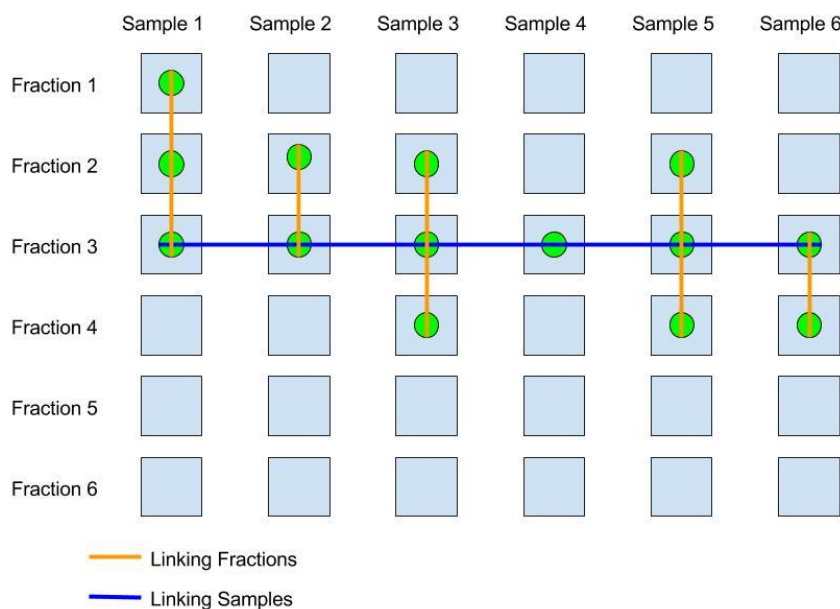 Sample 1 Sample 2 Sample 3 Sample 4 Sample 5 Sample 6
Fraction 1
Fraction 2
Fraction 3
Fraction 4
Fraction 5
Fraction 6
Linking Fractions
Linking Samples